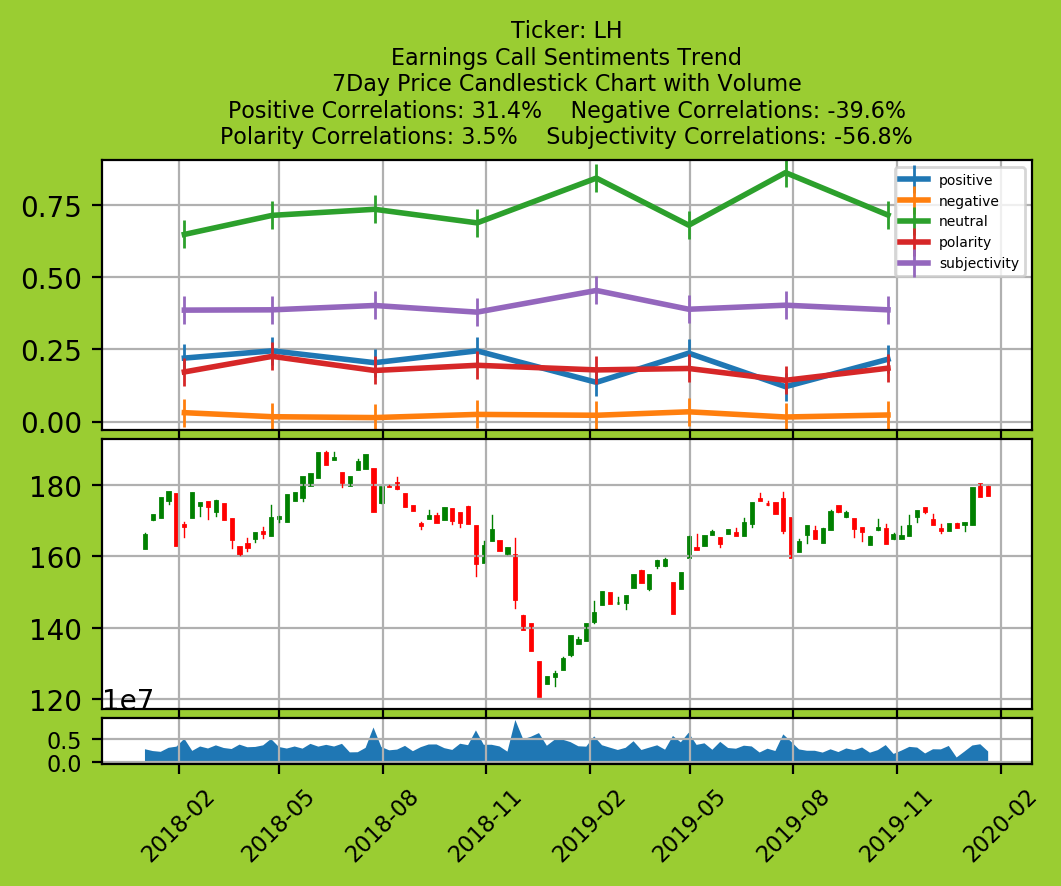 Ticker: LH
Earnings Call Sentiments Trend
7Day Price Candlestick Chart with Volume
Positive Correlations: 31.4%    Negative Correlations: -39.6%
Polarity Correlations: 3.5%    Subjectivity Correlations: -56.8%
positive
negative
neutral
polarity
subjectivity
0.75
0.50
0.25
0.00
180
160
140
120
1e7
0.5
0.0
2018-02
2018-05
2018-08
2018-11
2019-02
2019-05
2019-08
2019-11
2020-02